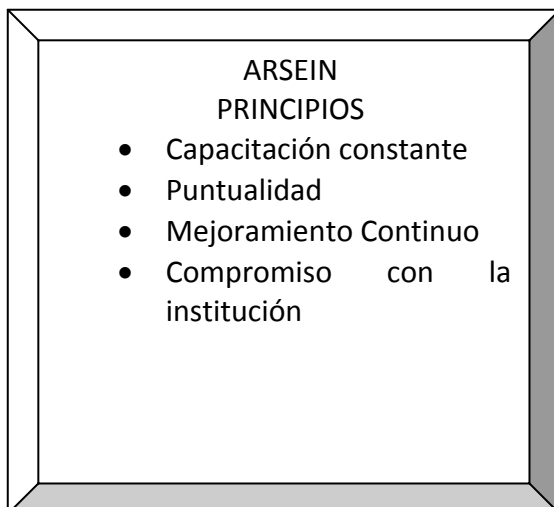 ARSEIN
PRINCIPIOS
• Capacitación constante
• Puntualidad
• Mejoramiento Continuo
• Compromiso con la
institución